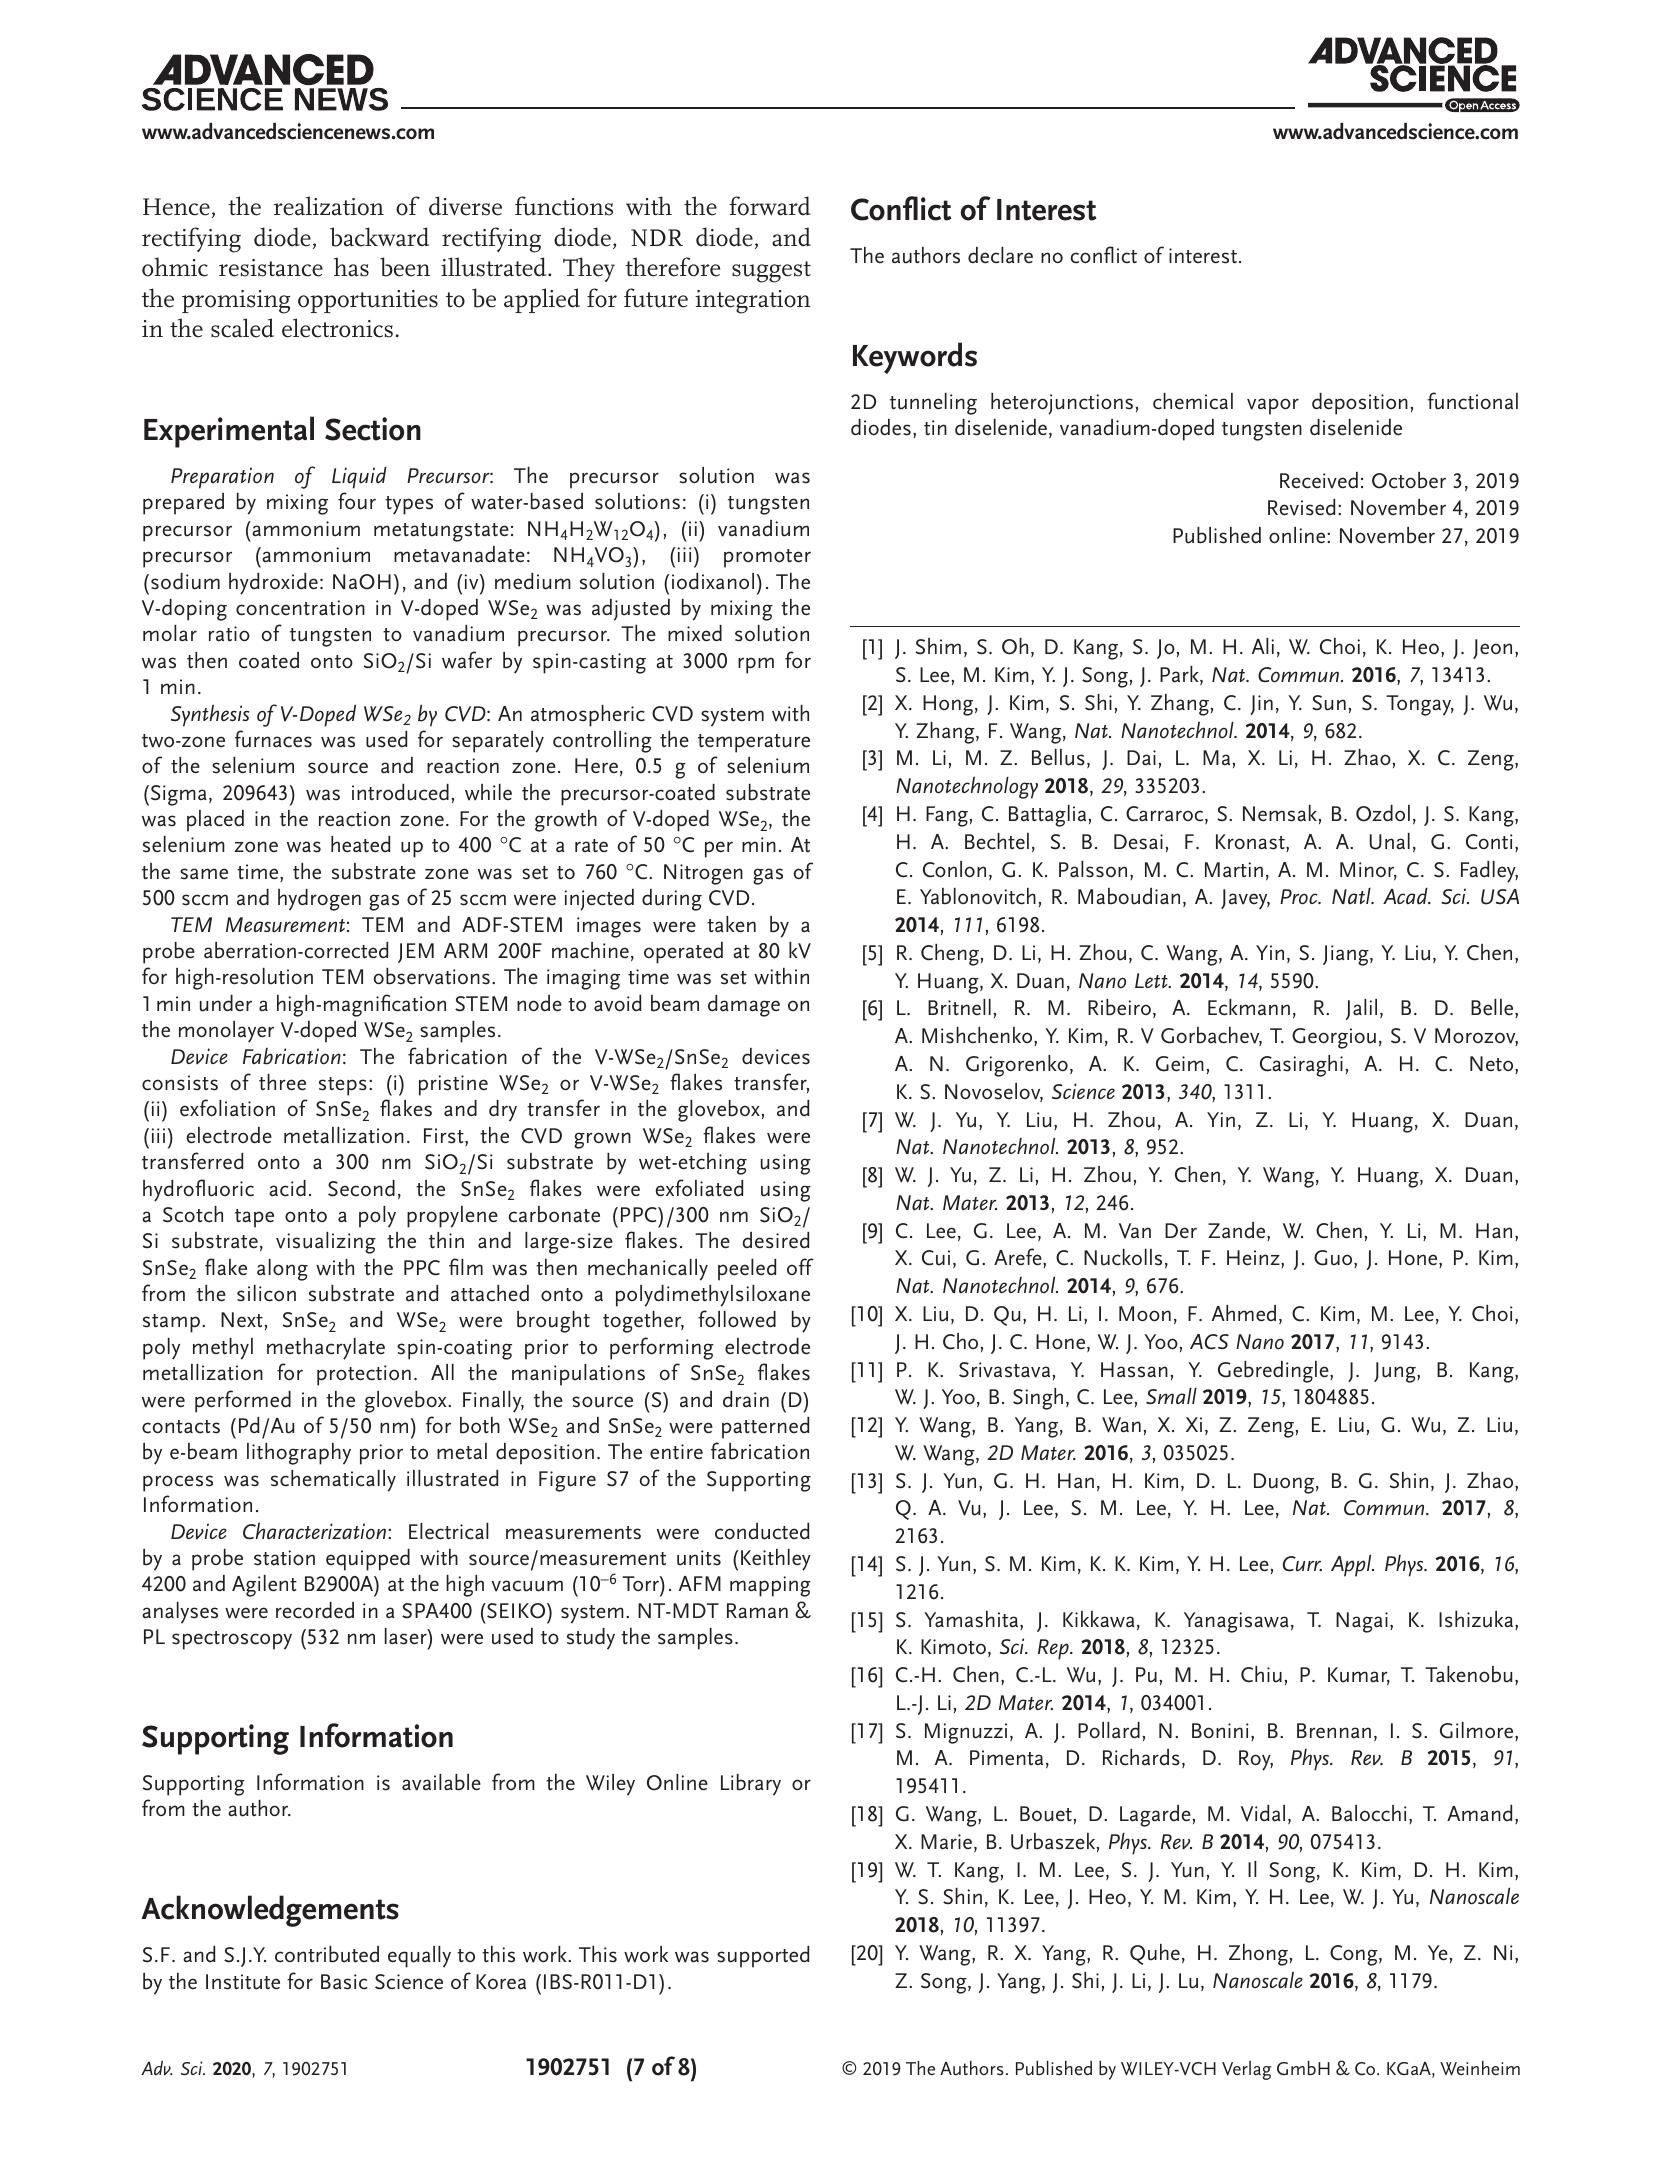 ADVANCED
SCIENCE NEWS
www.advancedsciencenews.com
ADVANCED
SCIENCE
Open Access
www.advancedscience.com
Hence, the realization of diverse functions with the forward
rectifying diode, backward rectifying diode, NDR diode, and
ohmic resistance has been illustrated. They therefore suggest
the promising opportunities to be applied for future integration
in the scaled electronics.
Experimental Section
Preparation of Liquid Precursor: The precursor solution was
prepared by mixing four types of water-based solutions: (i) tungsten
precursor (ammonium metatungstate: NH₄H₂W₁₂O₄), (ii) vanadium
precursor (ammonium metavanadate: NH₄VO₃), (iii) promoter
(sodium hydroxide: NaOH), and (iv) medium solution (iodixanol). The
V-doping concentration in V-doped WSe₂ was adjusted by mixing the
molar ratio of tungsten to vanadium precursor. The mixed solution
was then coated onto SiO₂/Si wafer by spin-casting at 3000 rpm for
1 min.
Synthesis of V-Doped WSe₂ by CVD: An atmospheric CVD system with
two-zone furnaces was used for separately controlling the temperature
of the selenium source and reaction zone. Here, 0.5 g of selenium
(Sigma, 209643) was introduced, while the precursor-coated substrate
was placed in the reaction zone. For the growth of V-doped WSe₂, the
selenium zone was heated up to 400 °C at a rate of 50 °C per min. At
the same time, the substrate zone was set to 760 °C. Nitrogen gas of
500 sccm and hydrogen gas of 25 sccm were injected during CVD.
TEM Measurement: TEM and ADF-STEM images were taken by a
probe aberration-corrected JEM ARM 200F machine, operated at 80 kV
for high-resolution TEM observations. The imaging time was set within
1 min under a high-magnification STEM node to avoid beam damage on
the monolayer V-doped WSe₂ samples.
Device Fabrication: The fabrication of the V-WSe₂/SnSe₂ devices
consists of three steps: (i) pristine WSe₂ or V-WSe₂ flakes transfer,
(ii) exfoliation of SnSe₂ flakes and dry transfer in the glovebox, and
(iii) electrode metallization. First, the CVD grown WSe₂ flakes were
transferred onto a 300 nm SiO₂/Si substrate by wet-etching using
hydrofluoric acid. Second, the SnSe₂ flakes were exfoliated using
a Scotch tape onto a poly propylene carbonate (PPC)/300 nm SiO₂/
Si substrate, visualizing the thin and large-size flakes. The desired
SnSe₂ flake along with the PPC film was then mechanically peeled off
from the silicon substrate and attached onto a polydimethylsiloxane
stamp. Next, SnSe₂ and WSe₂ were brought together, followed by
poly methyl methacrylate spin-coating prior to performing electrode
metallization for protection. All the manipulations of SnSe₂ flakes
were performed in the glovebox. Finally, the source (S) and drain (D)
contacts (Pd/Au of 5/50 nm) for both WSe₂ and SnSe₂ were patterned
by e-beam lithography prior to metal deposition. The entire fabrication
process was schematically illustrated in Figure S7 of the Supporting
Information.
Device Characterization: Electrical measurements were conducted
by a probe station equipped with source/measurement units (Keithley
4200 and Agilent B2900A) at the high vacuum (10⁻⁶ Torr). AFM mapping
analyses were recorded in a SPA400 (SEIKO) system. NT-MDT Raman &
PL spectroscopy (532 nm laser) were used to study the samples.
Supporting Information
Supporting Information is available from the Wiley Online Library or
from the author.
Acknowledgements
S.F. and S.J.Y. contributed equally to this work. This work was supported
by the Institute for Basic Science of Korea (IBS-R011-D1).
Conflict of Interest
The authors declare no conflict of interest.
Keywords
2D tunneling heterojunctions, chemical vapor deposition, functional
diodes, tin diselenide, vanadium-doped tungsten diselenide
Received: October 3, 2019
Revised: November 4, 2019
Published online: November 27, 2019
[1] J. Shim, S. Oh, D. Kang, S. Jo, M. H. Ali, W. Choi, K. Heo, J. Jeon,
S. Lee, M. Kim, Y. J. Song, J. Park, Nat. Commun. 2016, 7, 13413.
[2] X. Hong, J. Kim, S. Shi, Y. Zhang, C. Jin, Y. Sun, S. Tongay, J. Wu,
Y. Zhang, F. Wang, Nat. Nanotechnol. 2014, 9, 682.
[3] M. Li, M. Z. Bellus, J. Dai, L. Ma, X. Li, H. Zhao, X. C. Zeng,
Nanotechnology 2018, 29, 335203.
[4] H. Fang, C. Battaglia, C. Carraroc, S. Nemsak, B. Ozdol, J. S. Kang,
H. A. Bechtel, S. B. Desai, F. Kronast, A. A. Unal, G. Conti,
C. Conlon, G. K. Palsson, M. C. Martin, A. M. Minor, C. S. Fadley,
E. Yablonovitch, R. Maboudian, A. Javey, Proc. Natl. Acad. Sci. USA
2014, 111, 6198.
[5] R. Cheng, D. Li, H. Zhou, C. Wang, A. Yin, S. Jiang, Y. Liu, Y. Chen,
Y. Huang, X. Duan, Nano Lett. 2014, 14, 5590.
[6] L. Britnell, R. M. Ribeiro, A. Eckmann, R. Jalil, B. D. Belle,
A. Mishchenko, Y. Kim, R. V Gorbachev, T. Georgiou, S. V Morozov,
A. N. Grigorenko, A. K. Geim, C. Casiraghi, A. H. C. Neto,
K. S. Novoselov, Science 2013, 340, 1311.
[7] W. J. Yu, Y. Liu, H. Zhou, A. Yin, Z. Li, Y. Huang, X. Duan,
Nat. Nanotechnol. 2013, 8, 952.
[8] W. J. Yu, Z. Li, H. Zhou, Y. Chen, Y. Wang, Y. Huang, X. Duan,
Nat. Mater. 2013, 12, 246.
[9] C. Lee, G. Lee, A. M. Van Der Zande, W. Chen, Y. Li, M. Han,
X. Cui, G. Arefe, C. Nuckolls, T. F. Heinz, J. Guo, J. Hone, P. Kim,
Nat. Nanotechnol. 2014, 9, 676.
[10] X. Liu, D. Qu, H. Li, I. Moon, F. Ahmed, C. Kim, M. Lee, Y. Choi,
J. H. Cho, J. C. Hone, W. J. Yoo, ACS Nano 2017, 11, 9143.
[11] P. K. Srivastava, Y. Hassan, Y. Gebredingle, J. Jung, B. Kang,
W. J. Yoo, B. Singh, C. Lee, Small 2019, 15, 1804885.
[12] Y. Wang, B. Yang, B. Wan, X. Xi, Z. Zeng, E. Liu, G. Wu, Z. Liu,
W. Wang, 2D Mater. 2016, 3, 035025.
[13] S. J. Yun, G. H. Han, H. Kim, D. L. Duong, B. G. Shin, J. Zhao,
Q. A. Vu, J. Lee, S. M. Lee, Y. H. Lee, Nat. Commun. 2017, 8,
2163.
[14] S. J. Yun, S. M. Kim, K. K. Kim, Y. H. Lee, Curr. Appl. Phys. 2016, 16,
1216.
[15] S. Yamashita, J. Kikkawa, K. Yanagisawa, T. Nagai, K. Ishizuka,
K. Kimoto, Sci. Rep. 2018, 8, 12325.
[16] C.-H. Chen, C.-L. Wu, J. Pu, M. H. Chiu, P. Kumar, T. Takenobu,
L.-J. Li, 2D Mater. 2014, 1, 034001.
[17] S. Mignuzzi, A. J. Pollard, N. Bonini, B. Brennan, I. S. Gilmore,
M. A. Pimenta, D. Richards, D. Roy, Phys. Rev. B 2015, 91,
195411.
[18] G. Wang, L. Bouet, D. Lagarde, M. Vidal, A. Balocchi, T. Amand,
X. Marie, B. Urbaszek, Phys. Rev. B 2014, 90, 075413.
[19] W. T. Kang, I. M. Lee, S. J. Yun, Y. Il Song, K. Kim, D. H. Kim,
Y. S. Shin, K. Lee, J. Heo, Y. M. Kim, Y. H. Lee, W. J. Yu, Nanoscale
2018, 10, 11397.
[20] Y. Wang, R. X. Yang, R. Quhe, H. Zhong, L. Cong, M. Ye, Z. Ni,
Z. Song, J. Yang, J. Shi, J. Li, J. Lu, Nanoscale 2016, 8, 1179.
Adv. Sci. 2020, 7, 1902751
1902751 (7 of 8)
© 2019 The Authors. Published by WILEY-VCH Verlag GmbH & Co. KGaA, Weinheim